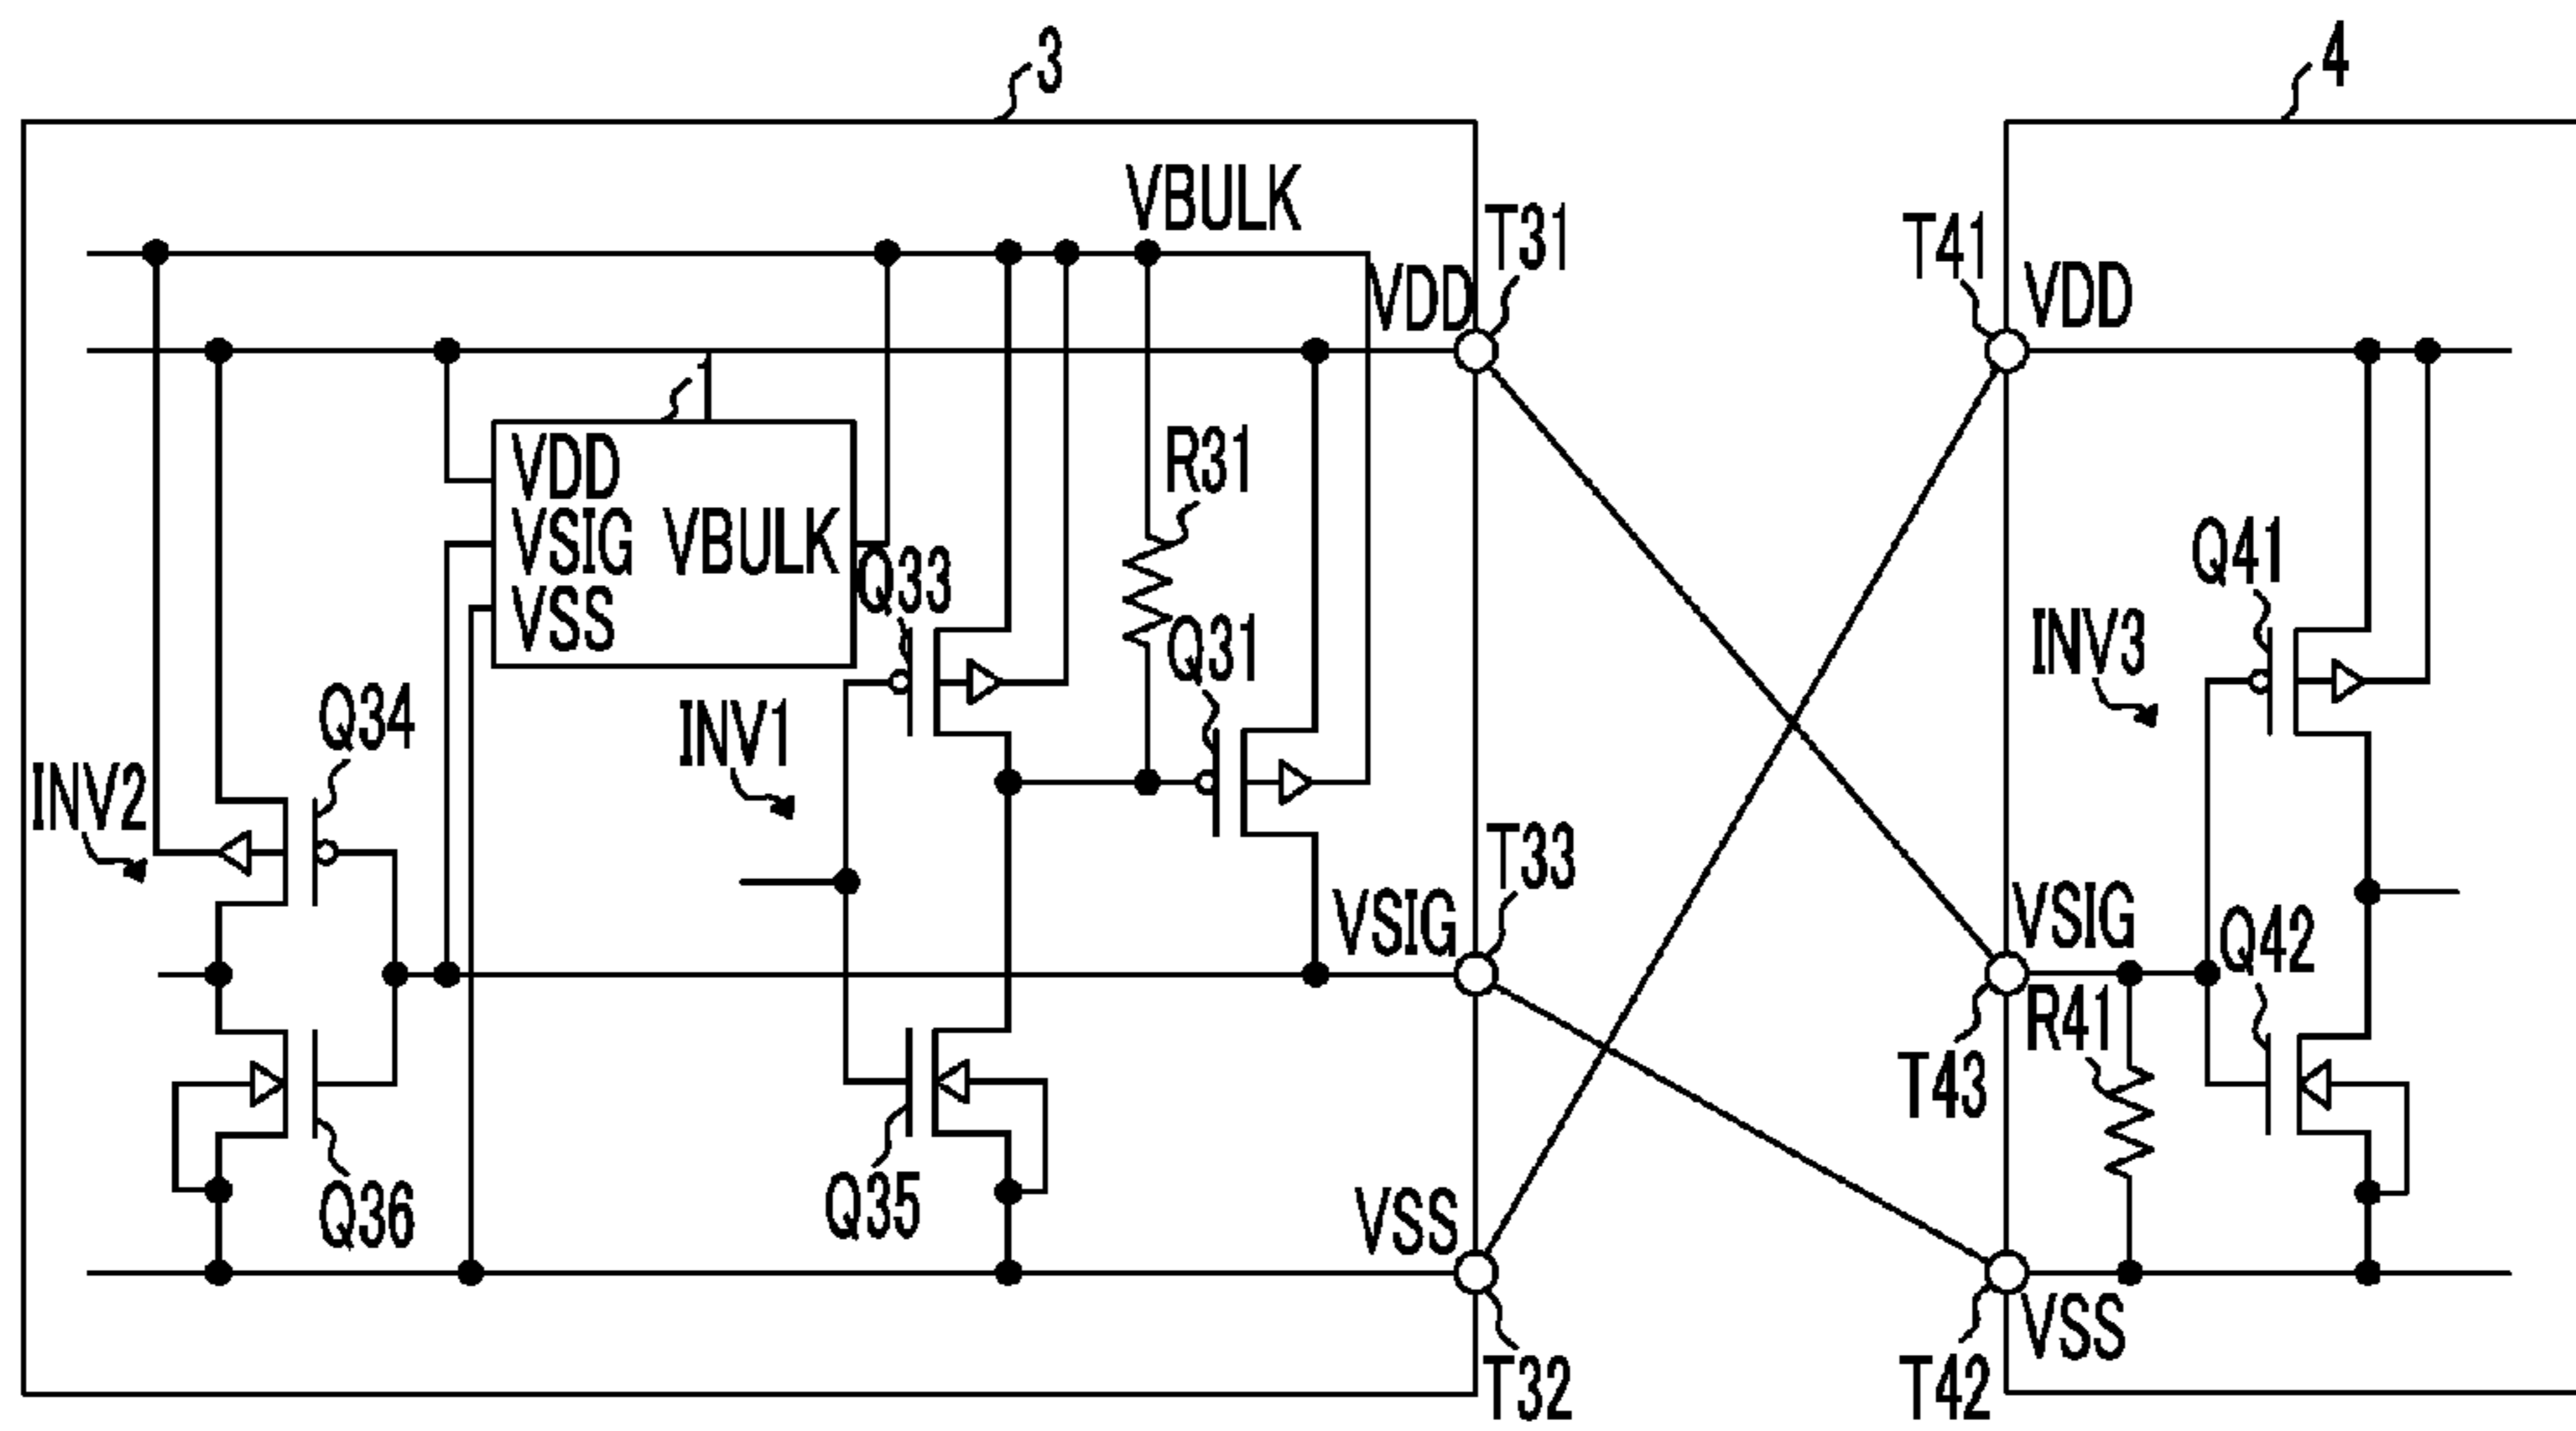 3
4
VBULK
T31
T41
VDD
VDD
1
VDD
VSIG
VBULK
VSS
R31
Q33
Q31
Q41
INV3
Q34
INV1
INV2
T33
VSIG
VSIG
Q42
R41
T43
Q36
Q35
VSS
VSS
T32
T42